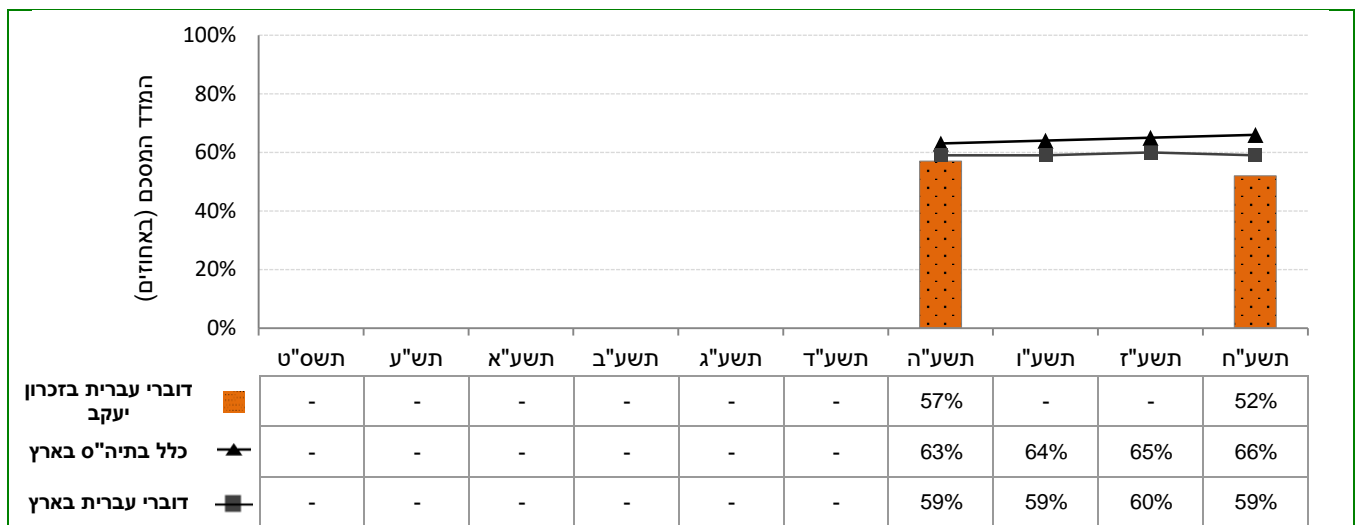 המדד המסכם (באחוזים)
100%
80%
60%
40%
20%
0%
תשס"ט תש"ע תשע"א תשע"ב תשע"ג תשע"ד תשע"ה תשע"ו תשע"ז תשע"ח
דוברי עברית בזכרון
יעקב
- - - - - - 57% - - 52%
כלל בתיה"ס בארץ - - - - - - 63% 64% 65% 66%
דוברי עברית בארץ - - - - - - 59% 59% 60% 59%